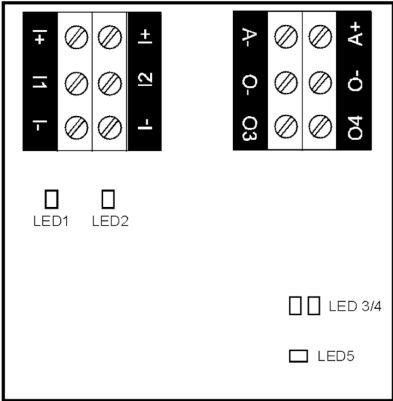 I+ I+ A- A+
I1 I2 O- O-
I- I- O3 O4
LED1 LED2
LED 3/4
LED5